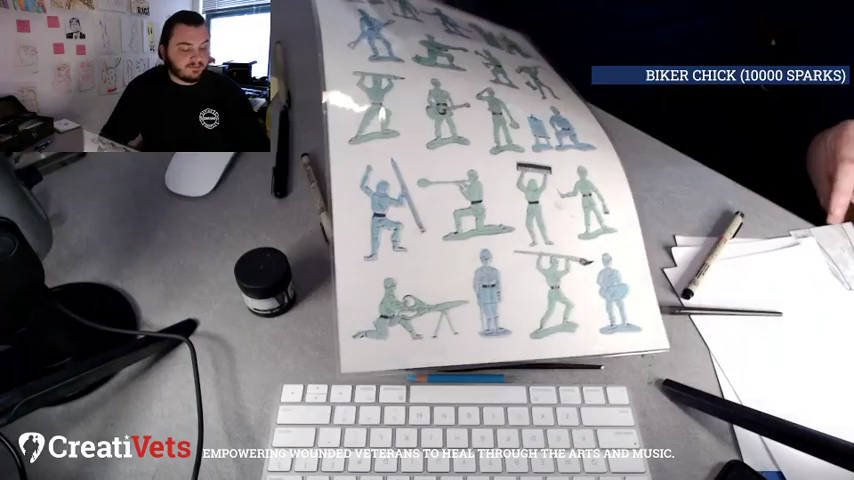 BIKER CHICK (10000 SPARKS)
CreatiVets
EMPOWERING WOUNDED VETERANS TO HEAL THROUGH THE ARTS AND MUSIC.